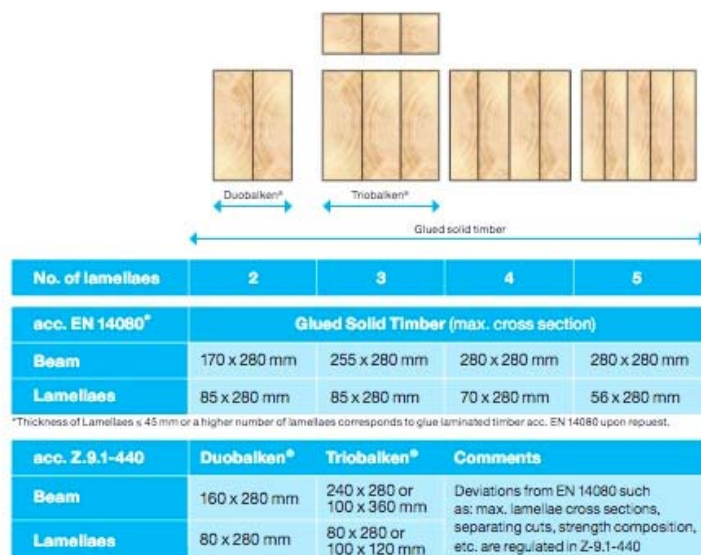 Duobalken®
Triobalken®
Glued solid timber
No. of lamellaes 2 3 4 5
acc. EN 14080* Glued Solid Timber (max. cross section)
Beam 170 x 280 mm 255 x 280 mm 280 x 280 mm 280 x 280 mm
Lamellaes 85 x 280 mm 85 x 280 mm 70 x 280 mm 56 x 280 mm
*Thickness of Lamellaes ≤ 45 mm or a higher number of lamellaes corresponds to glue laminated timber acc. EN 14080 upon repuest.
acc. Z.9.1-440 Duobalken® Triobalken® Comments
Beam 160 x 280 mm 240 x 280 or
100 x 360 mm
Lamellaes 80 x 280 mm 80 x 280 or
100 x 120 mm
Deviations from EN 14080 such
as: max. lamellae cross sections,
separating cuts, strength composition,
etc. are regulated in Z-9.1-440